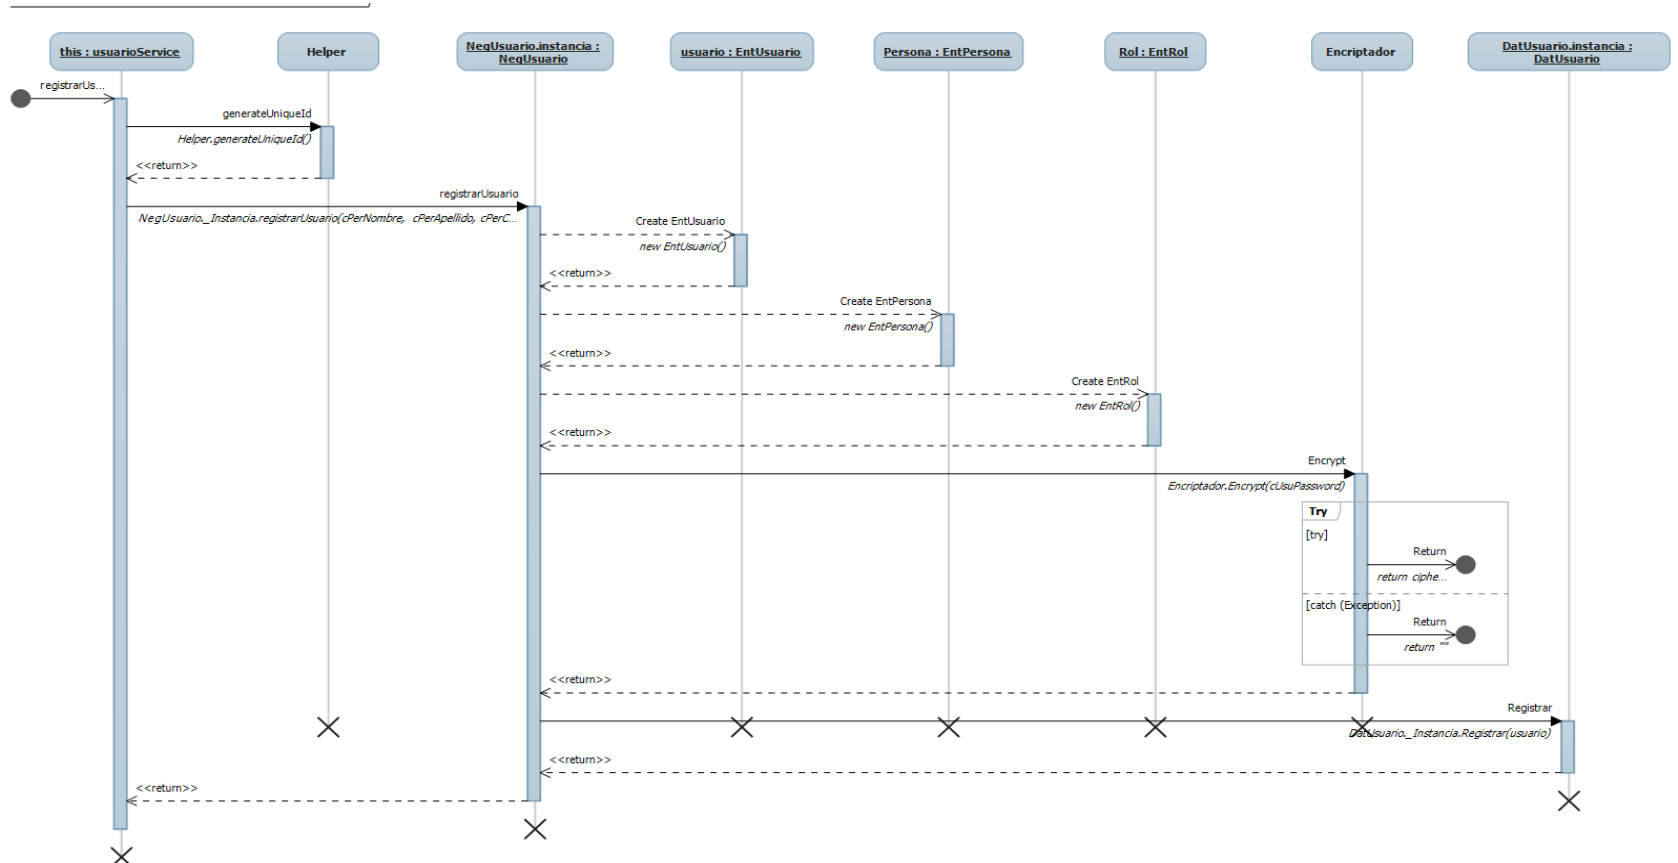 this : usuarioService
Helper
NegUsuario.instancia :
NegUsuario
usuario : EntUsuario
Persona : EntPersona
Rol : EntRol
Encriptador
DatUsuario.instancia :
DatUsuario
registrarUs...
generateUniqueId
Helper.generateUniqueId()
<<return>>
registrarUsuario
NegUsuario._Instancia.registrarUsuario(cPerNombre, cPerApellido, cPerC...
Create EntUsuario
new EntUsuario()
<<return>>
Create EntPersona
new EntPersona()
<<return>>
Create EntRol
new EntRol()
<<return>>
Encrypt
Encriptador.Encrypt(cUsuPassword)
Try
[try]
Return
return ciphe...
[catch (Exception)]
Return
return ""
<<return>>
Registrar
DatUsuario._Instancia.Registrar(usuario)
<<return>>
<<return>>